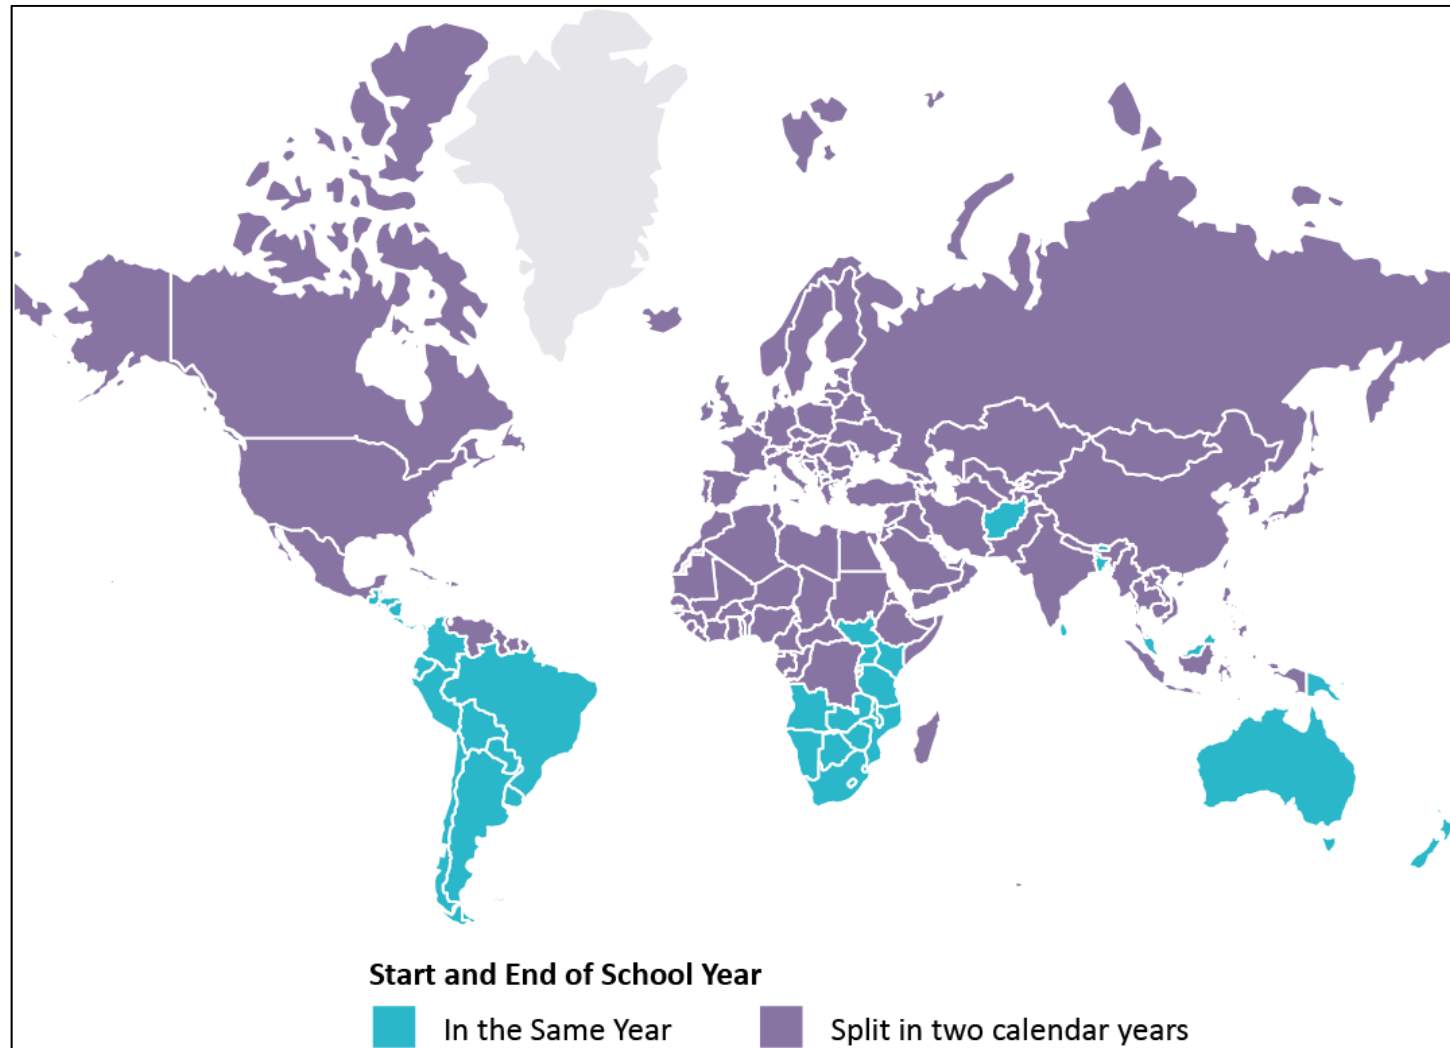 Start and End of School Year
In the Same Year
Split in two calendar years